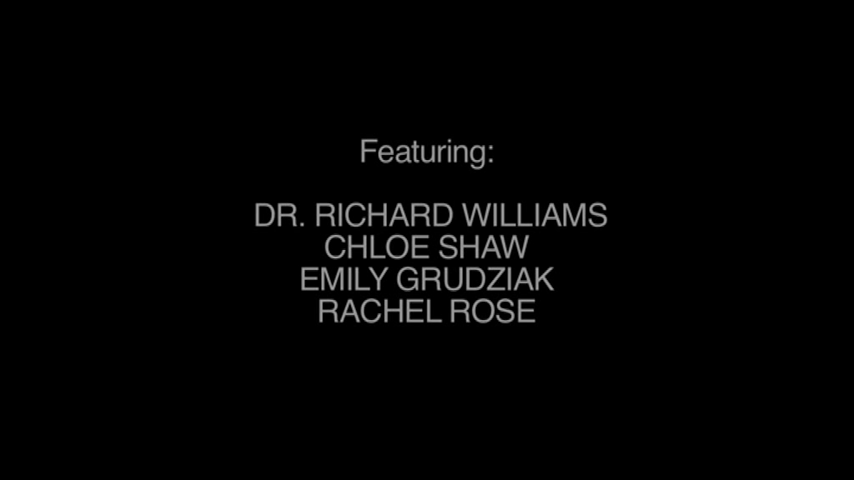 Featuring:
DR. RICHARD WILLIAMS
CHLOE SHAW
EMILY GRUDZIAK
RACHEL ROSE